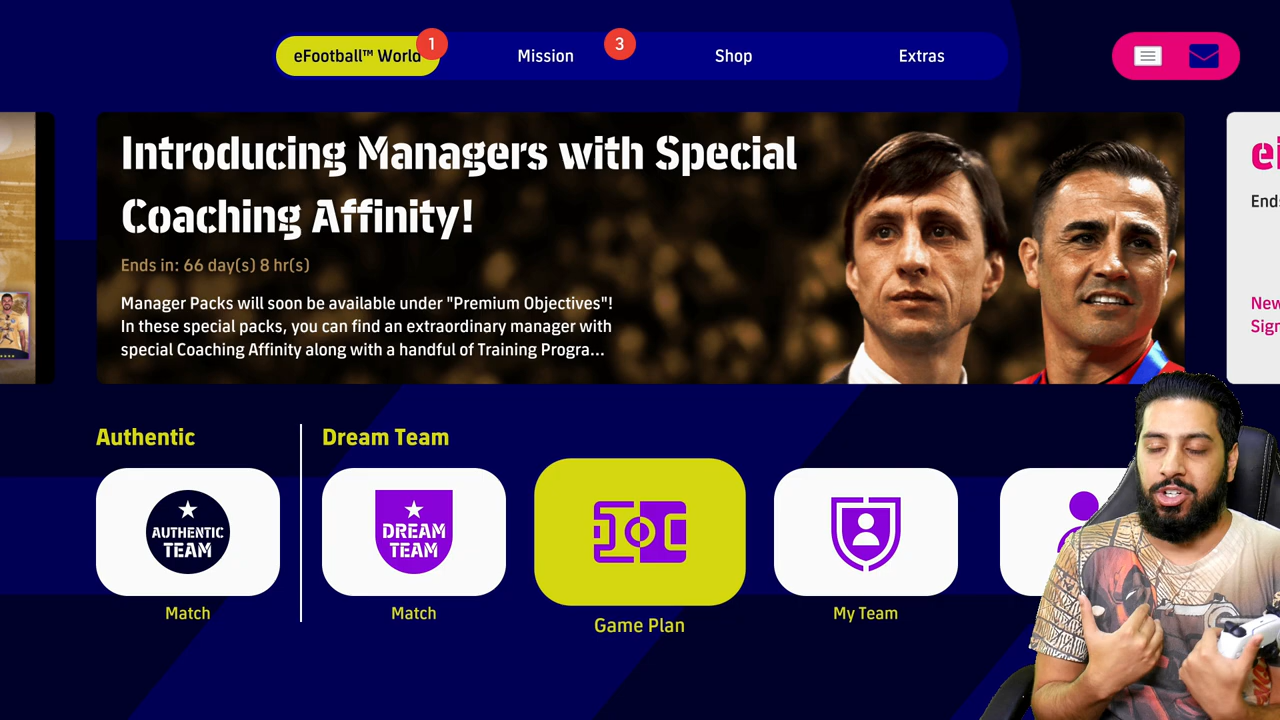 eFootball™ World
1
Mission
3
Shop
Extras
Introducing Managers with Special
Coaching Affinity!
Ends in: 66 day(s) 8 hr(s)
Manager Packs will soon be available under "Premium Objectives"!
In these special packs, you can find an extraordinary manager with
special Coaching Affinity along with a handful of Training Progra...
ei
End
New
Sign
Authentic
Dream Team
AUTHENTIC
TEAM
DREAM
TEAM
Match
Match
Game Plan
My Team